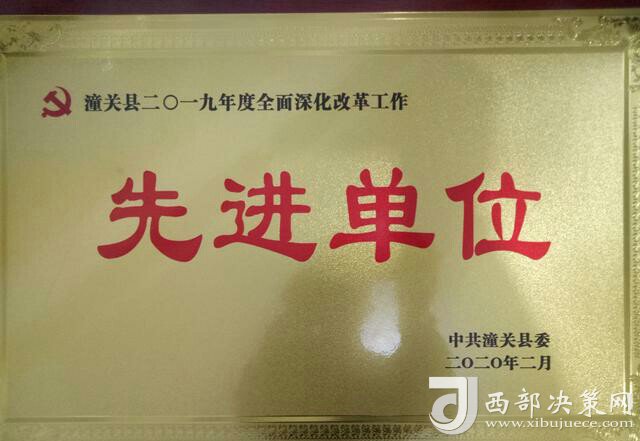 潼关县二〇一九年度全面深化改革工作
先进单位
中共潼关县委
二〇二〇年二月
西部决策网
www.xibujuece.com